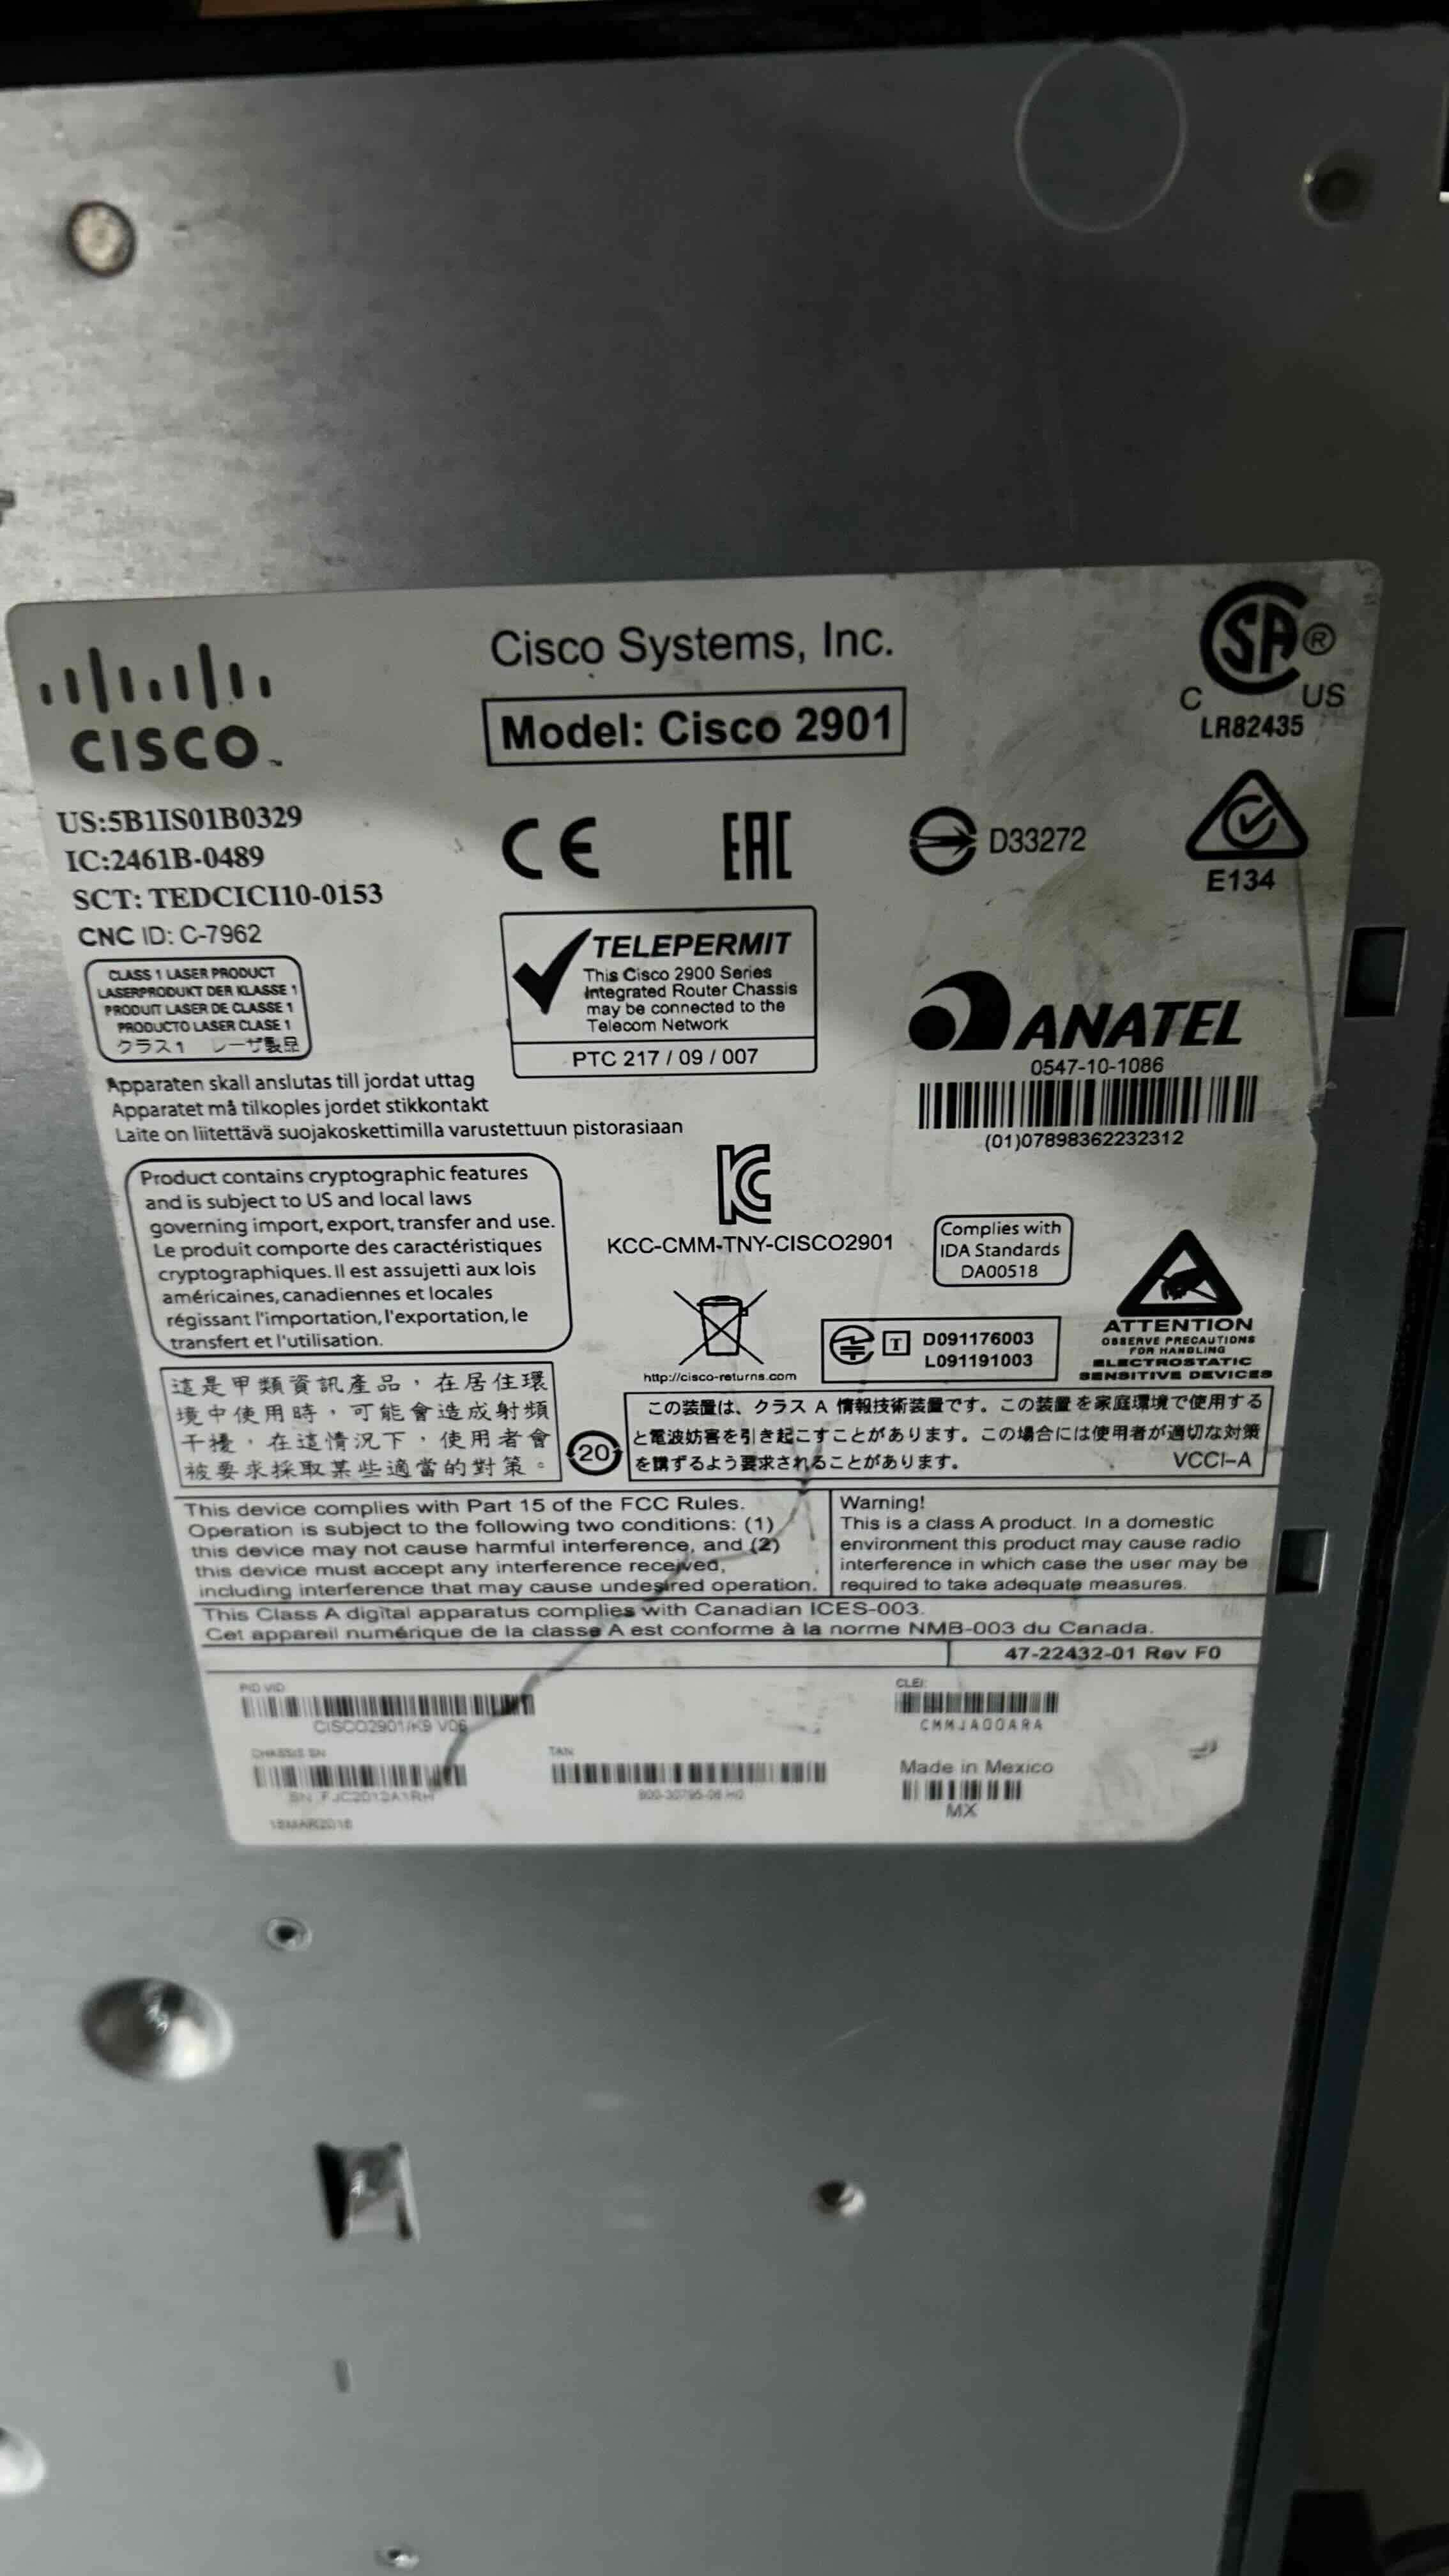 Cisco Systems, Inc.
CISCO
Model: Cisco 2901
SA ®
C US
LR82435
US:5B1IS01B0329
IC:2461B-0489
SCT: TEDCICI10-0153
CNC ID: C-7962
CE
EAC
D33272
E134
CLASS 1 LASER PRODUCT
LASERPRODUKT DER KLASSE 1
PRODUIT LASER DE CLASSE 1
PRODUCTO LASER CLASE 1
クラス1 レーザ製品
TELEPERMIT
This Cisco 2900 Series
Integrated Router Chassis
may be connected to the
Telecom Network
PTC 217 / 09 / 007
ANATEL
0547-10-1086
(01)07898362232312
Apparaten skall anslutas till jordat uttag
Apparatet må tilkoples jordet stikkontakt
Laite on liitettävä suojakoskettimilla varustettuun pistorasiaan
Product contains cryptographic features
and is subject to US and local laws
governing import, export, transfer and use.
Le produit comporte des caractéristiques
cryptographiques. Il est assujetti aux lois
américaines, canadiennes et locales
régissant l'importation, l'exportation, le
transfert et l'utilisation.
KCC-CMM-TNY-CISCO2901
Complies with
IDA Standards
DA00518
http://cisco-returns.com
T
D091176003
L091191003
ATTENTION
OBSERVE PRECAUTIONS
FOR HANDLING
ELECTROSTATIC
SENSITIVE DEVICES
這是甲類資訊產品，在居住環
境中使用時，可能會造成射頻
干擾，在這情況下，使用者會
被要求採取某些適當的對策。
20
この装置は、クラス A 情報技術装置です。この装置を家庭環境で使用する
と電波妨害を引き起こすことがあります。この場合には使用者が適切な対策
を講ずるよう要求されることがあります。 VCCI-A
This device complies with Part 15 of the FCC Rules.
Operation is subject to the following two conditions: (1)
this device may not cause harmful interference, and (2)
this device must accept any interference received,
including interference that may cause undesired operation.
Warning!
This is a class A product. In a domestic
environment this product may cause radio
interference in which case the user may be
required to take adequate measures.
This Class A digital apparatus complies with Canadian ICES-003.
Cet appareil numérique de la classe A est conforme à la norme NMB-003 du Canada.
47-22432-01 Rev F0
PID VID
CISCO2901/K9 V06
CLEI:
CMMJA00ARA
CHASSIS SN
SN: FJC2012A1RH
TAN
800-30795-06 H0
Made in Mexico
MX